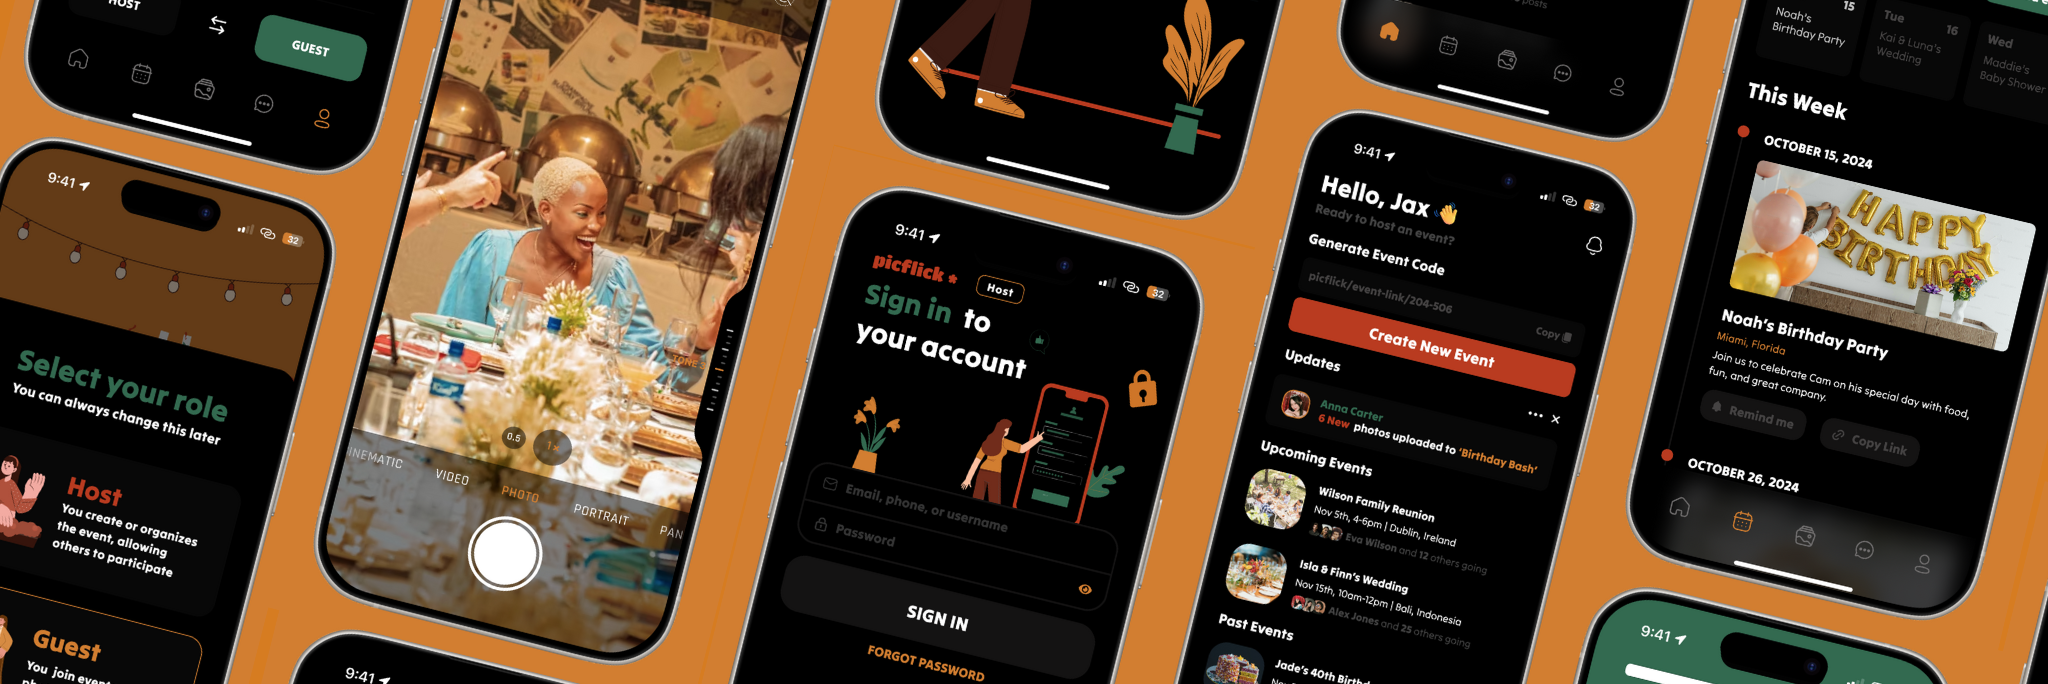 HOST
GUEST
9:41
32
Select your role
You can always change this later
Host
You create or organizes
the event, allowing
others to participate
Guest
You join even
0.5
1×
INEMATIC
VIDEO
PHOTO
PORTRAIT
PAN
9:41
9:41
32
picflick
Host
Sign in to
your account
Email, phone, or username
Password
SIGN IN
FORGOT PASSWORD
posts
9:41
32
Hello, Jax 👋
Ready to host an event?
Generate Event Code
picflick/event-link/204-506
Copy
Create New Event
Updates
Anna Carter
6 New photos uploaded to 'Birthday Bash'
Upcoming Events
Wilson Family Reunion
Nov 5th, 4-6pm | Dublin, Ireland
Eva Wilson and 12 others going
Isla & Finn's Wedding
Nov 15th, 10am-12pm | Bali, Indonesia
Alex Jones and 25 others going
Past Events
Jade's 40th Birthd
15
Noah's
Birthday Party
Tue
16
Kai & Luna's
Wedding
Wed
Maddie's
Baby Shower
This Week
OCTOBER 15, 2024
HAPPY
BIRTHDAY
Noah's Birthday Party
Miami, Florida
Join us to celebrate Cam on his special day with food,
fun, and great company.
Remind me
Copy Link
OCTOBER 26, 2024
9:41